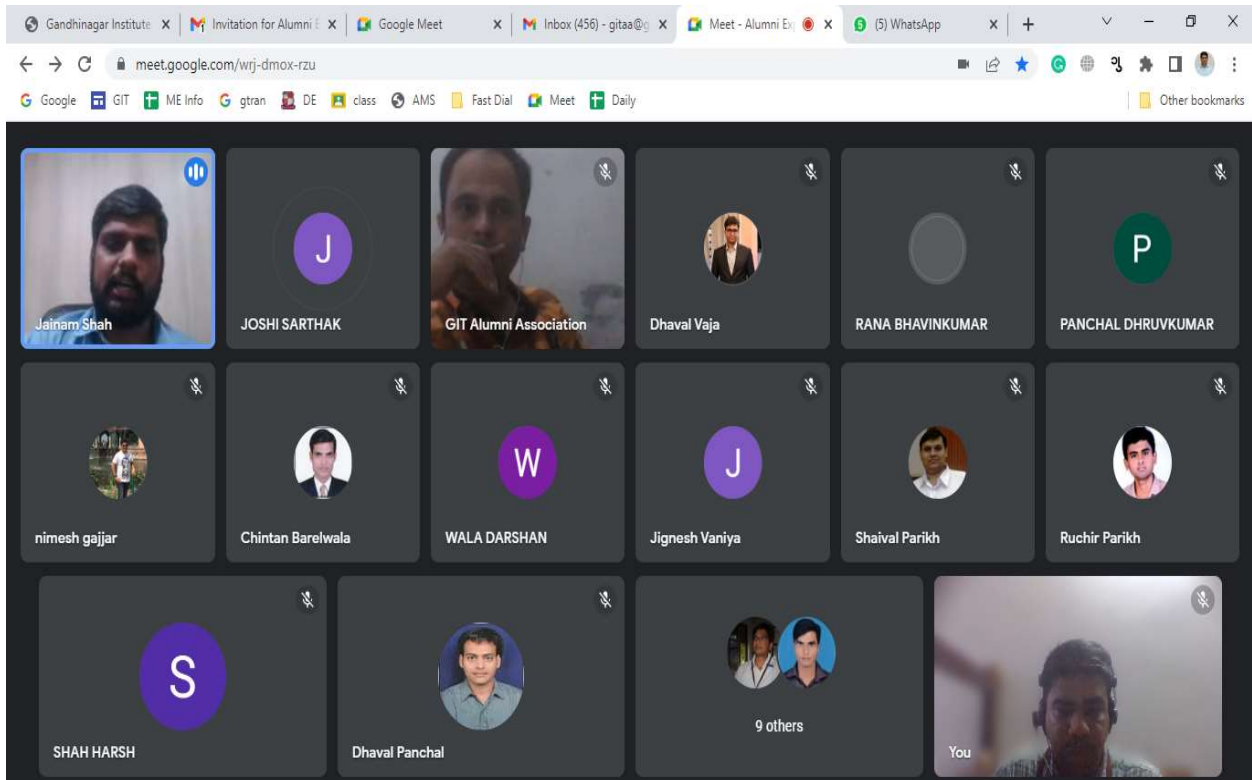 Gandhinagar Institute
Invitation for Alumni E
Google Meet
Inbox (456) - gitaa@g
Meet - Alumni Ex
(5) WhatsApp
meet.google.com/wrj-dmox-rzu
Google GIT ME Info gtran DE class AMS Fast Dial Meet Daily Other bookmarks
Jainam Shah
J
JOSHI SARTHAK
GIT Alumni Association
Dhaval Vaja
RANA BHAVINKUMAR
P
PANCHAL DHRUVKUMAR
nimesh gajjar
Chintan Barelwala
W
WALA DARSHAN
J
Jignesh Vaniya
Shaival Parikh
Ruchir Parikh
S
SHAH HARSH
Dhaval Panchal
9 others
You